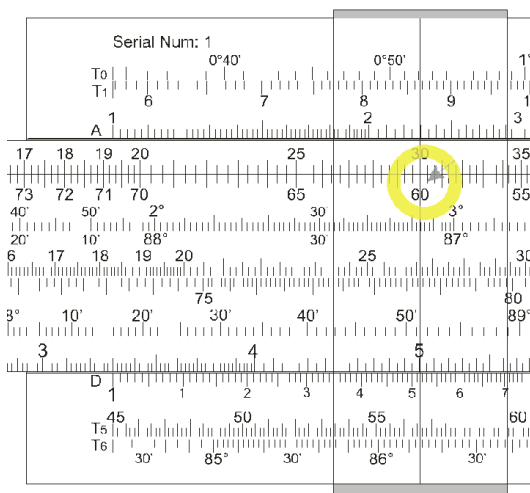 Serial Num: 1
T0 0°40' 0°50' 1°
T1 6 7 8 9 1
A 1 2 3
17 18 19 20 25 30 35
73 72 71 70 65 60 55
40' 50' 2° 30' 3°
20' 10' 88° 30' 87°
6 17 18 19 20 25 30
75 80
8° 10' 20' 30' 40' 50' 89°
3 4 5
D 1 1 2 3 4 5 6 7
T5 45 50 55 60
T6 30' 85° 30' 86° 30'